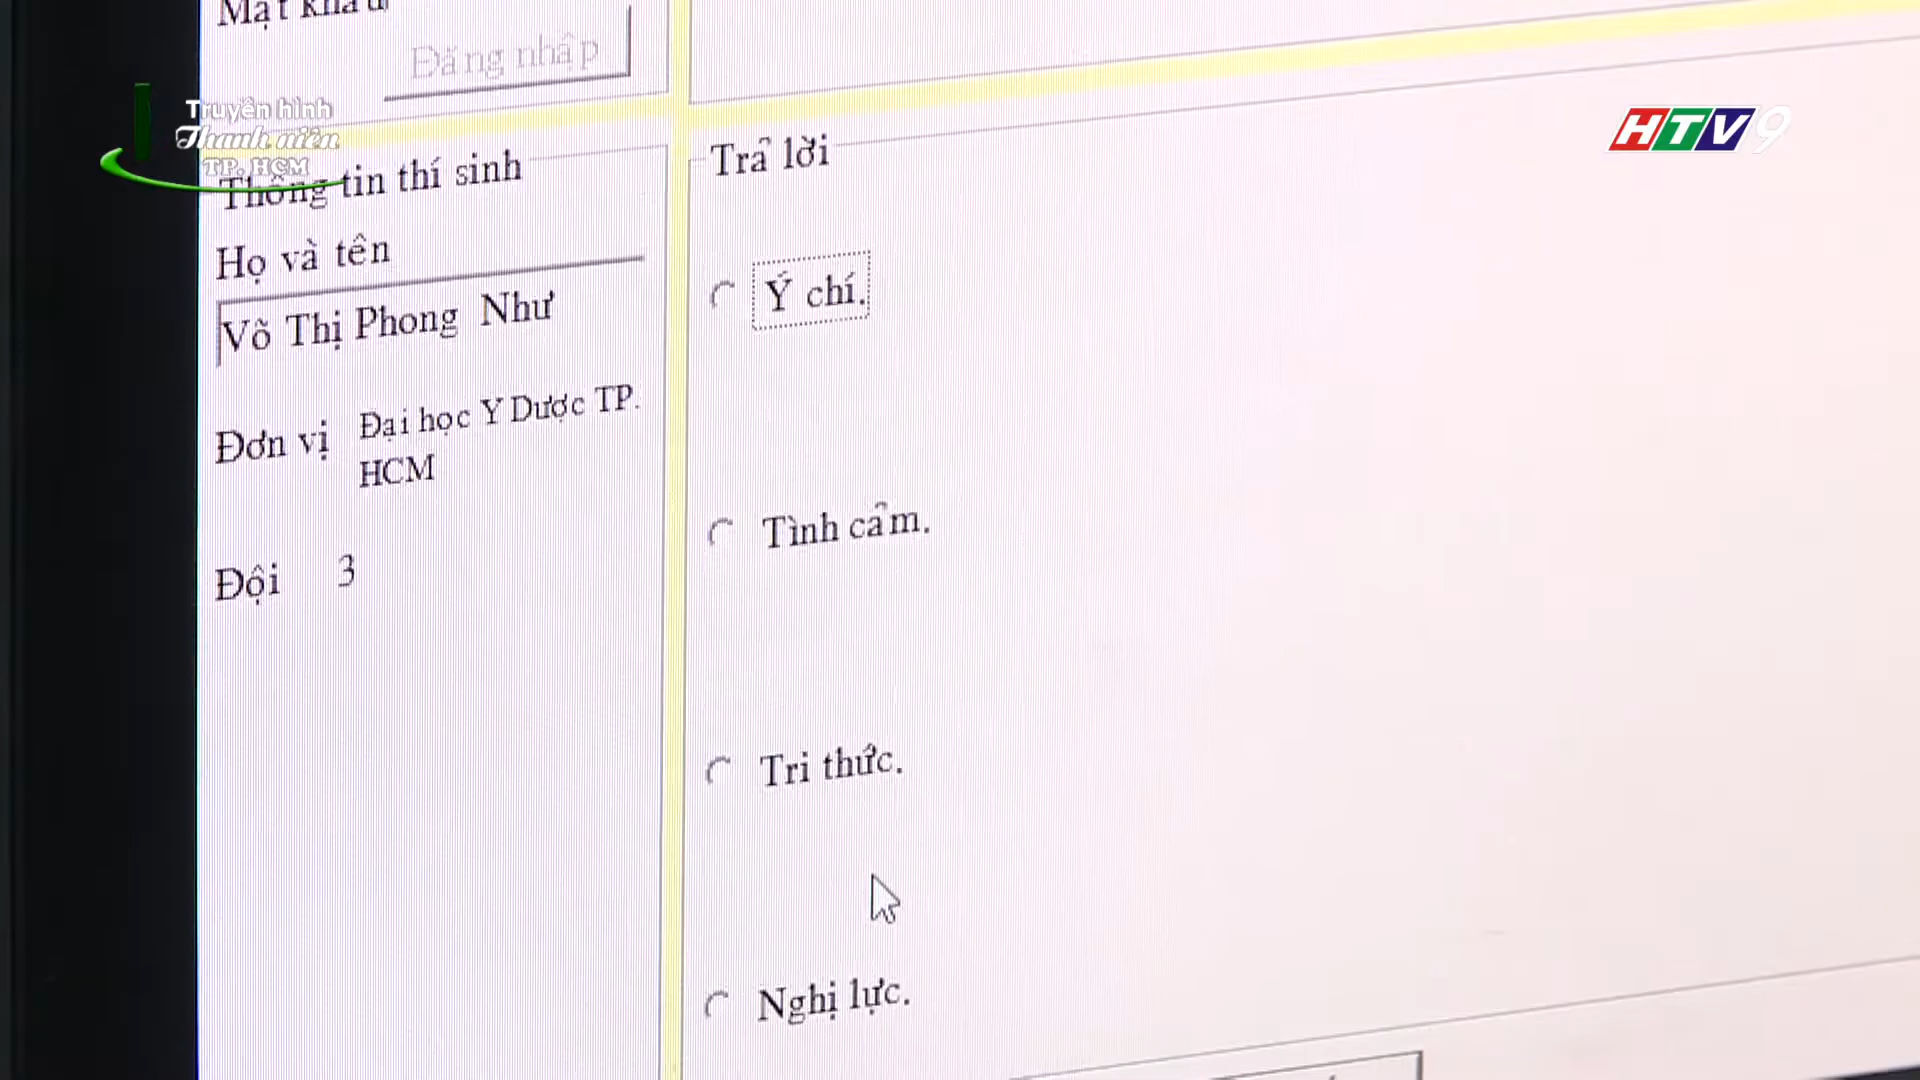 Mật khẩu
Đăng nhập
Truyền hình
Thanh niên
TP. HCM
HTV9
Thông tin thí sinh
Họ và tên
Võ Thị Phong Như
Đơn vị
Đại học Y Dược TP.
HCM
Đội 3
Trả lời
Ý chí.
Tình cảm.
Tri thức.
Nghị lực.